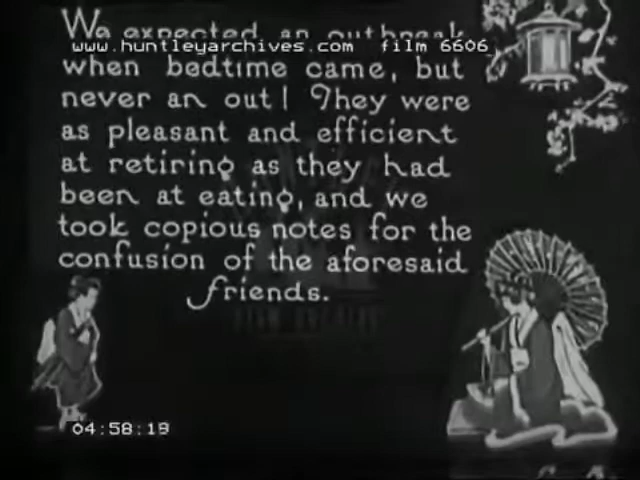 We expected an outbreak
www.huntleyarchives.com film 6606
when bedtime came, but
never an out! They were
as pleasant and efficient
at retiring as they had
been at eating, and we
took copious notes for the
confusion of the aforesaid
friends.
04:58:19